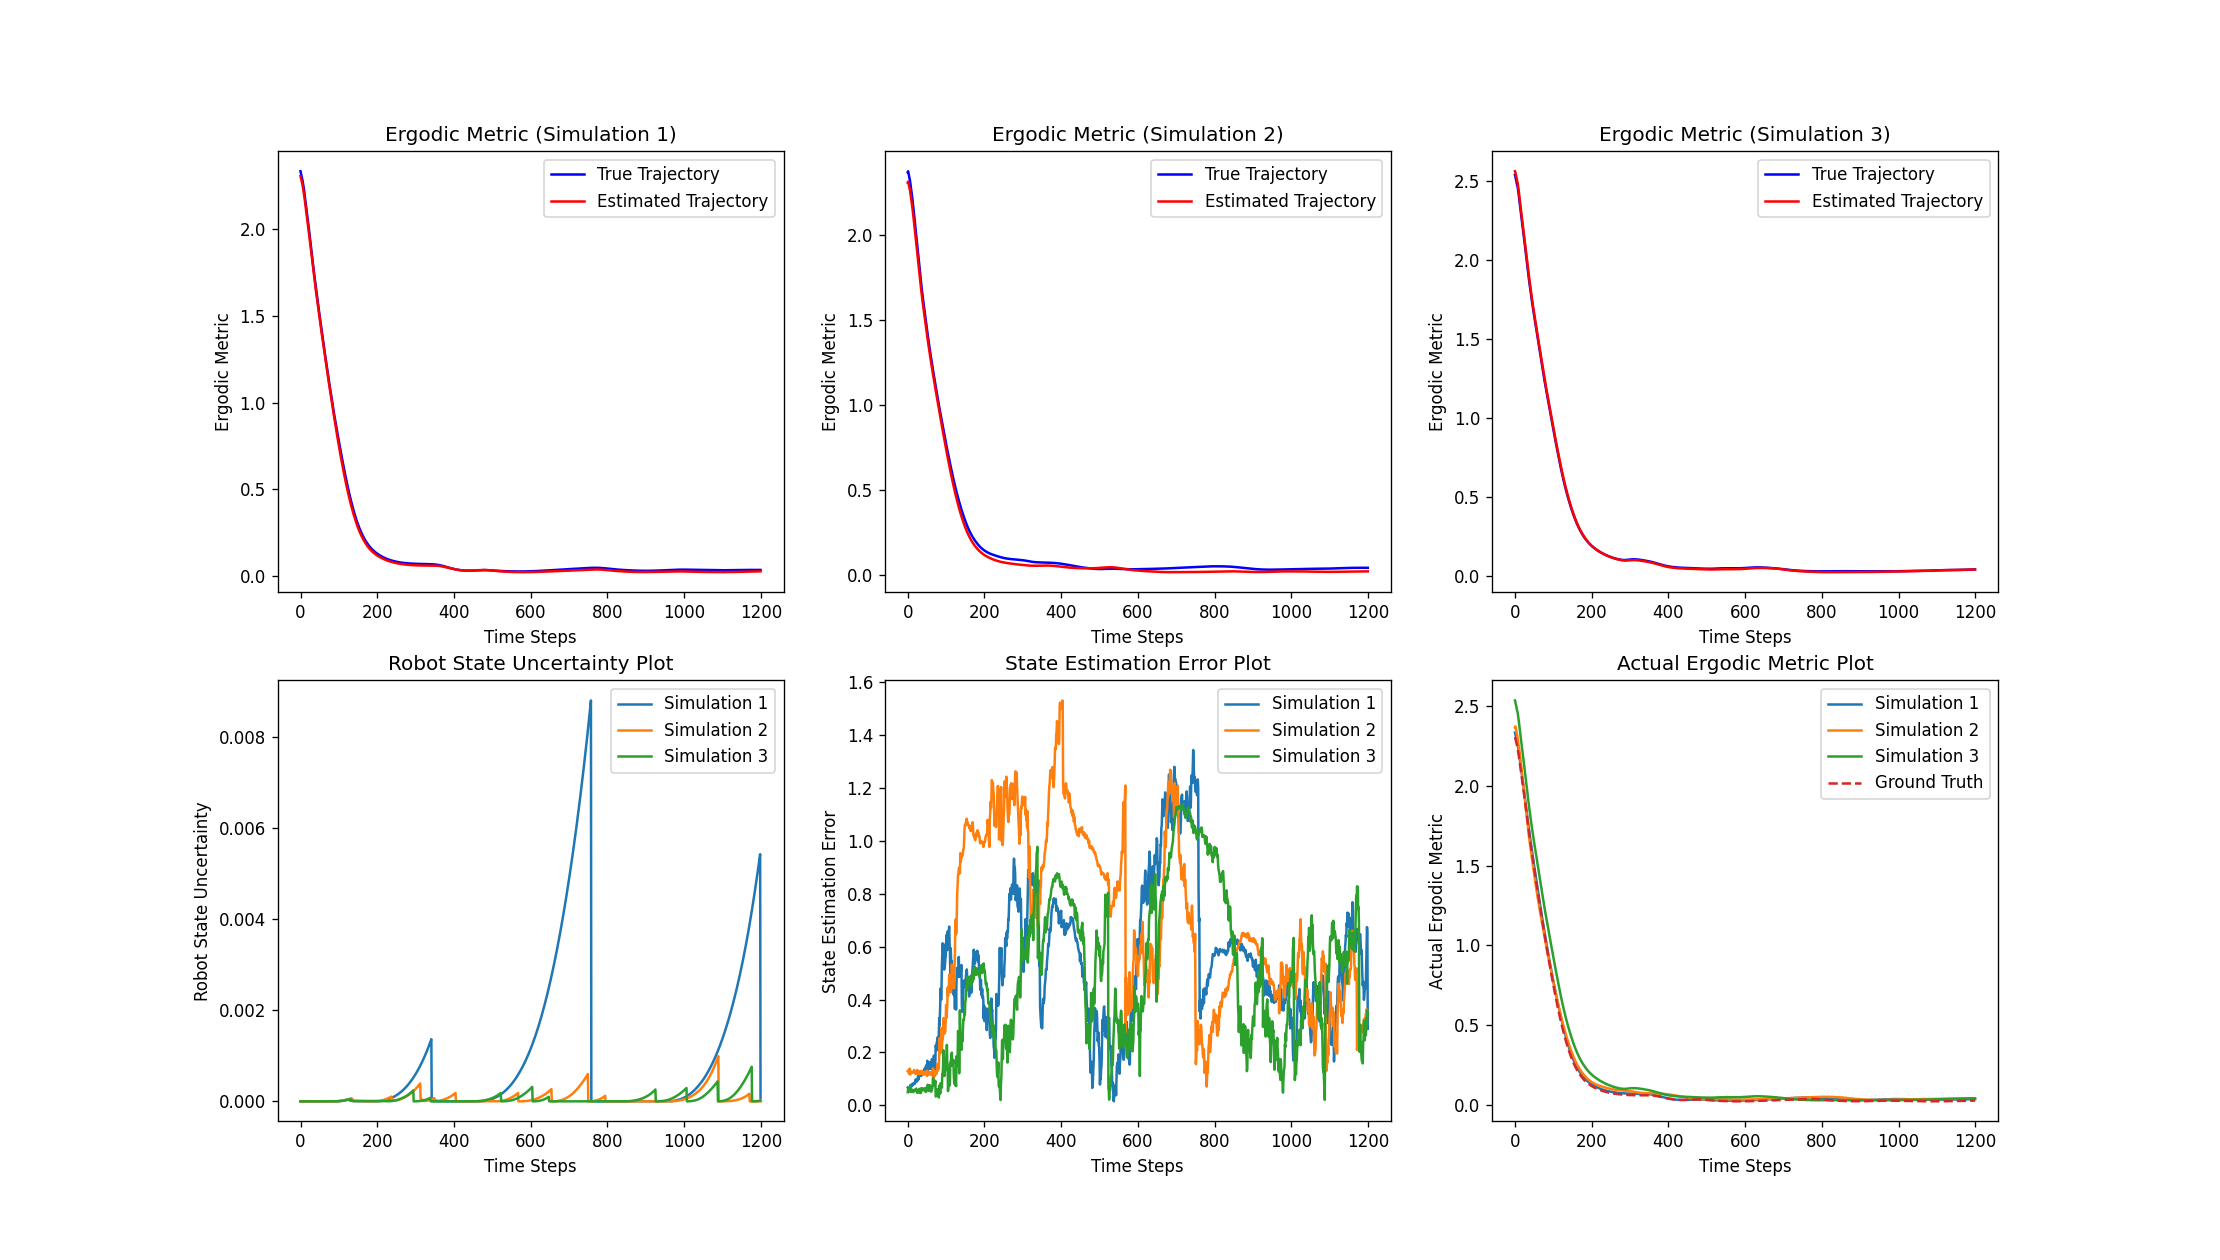 Ergodic Metric (Simulation 1)
Ergodic Metric
2.0
1.5
1.0
0.5
0.0
True Trajectory
Estimated Trajectory
0 200 400 600 800 1000 1200
Time Steps
Ergodic Metric (Simulation 2)
Ergodic Metric
2.0
1.5
1.0
0.5
0.0
True Trajectory
Estimated Trajectory
0 200 400 600 800 1000 1200
Time Steps
Ergodic Metric (Simulation 3)
Ergodic Metric
2.5
2.0
1.5
1.0
0.5
0.0
True Trajectory
Estimated Trajectory
0 200 400 600 800 1000 1200
Time Steps
Robot State Uncertainty Plot
Robot State Uncertainty
0.008
0.006
0.004
0.002
0.000
Simulation 1
Simulation 2
Simulation 3
0 200 400 600 800 1000 1200
Time Steps
State Estimation Error Plot
State Estimation Error
1.6
1.4
1.2
1.0
0.8
0.6
0.4
0.2
0.0
Simulation 1
Simulation 2
Simulation 3
0 200 400 600 800 1000 1200
Time Steps
Actual Ergodic Metric Plot
Actual Ergodic Metric
2.5
2.0
1.5
1.0
0.5
0.0
Simulation 1
Simulation 2
Simulation 3
Ground Truth
0 200 400 600 800 1000 1200
Time Steps